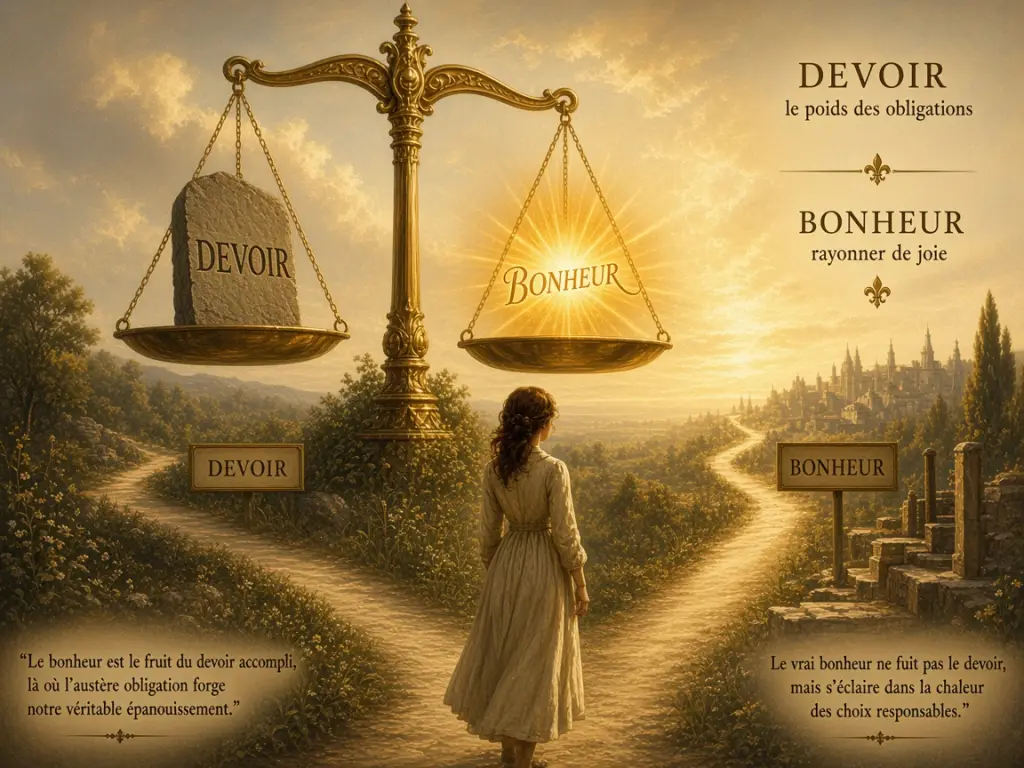 DEVOIR
le poids des obligations
BONHEUR
rayonner de joie
DEVOIR
BONHEUR
DEVOIR
BONHEUR
“Le bonheur est le fruit du devoir accompli,
là où l’austère obligation forge
notre véritable épanouissement.”
Le vrai bonheur ne fuit pas le devoir,
mais s’éclaire dans la chaleur
des choix responsables.”